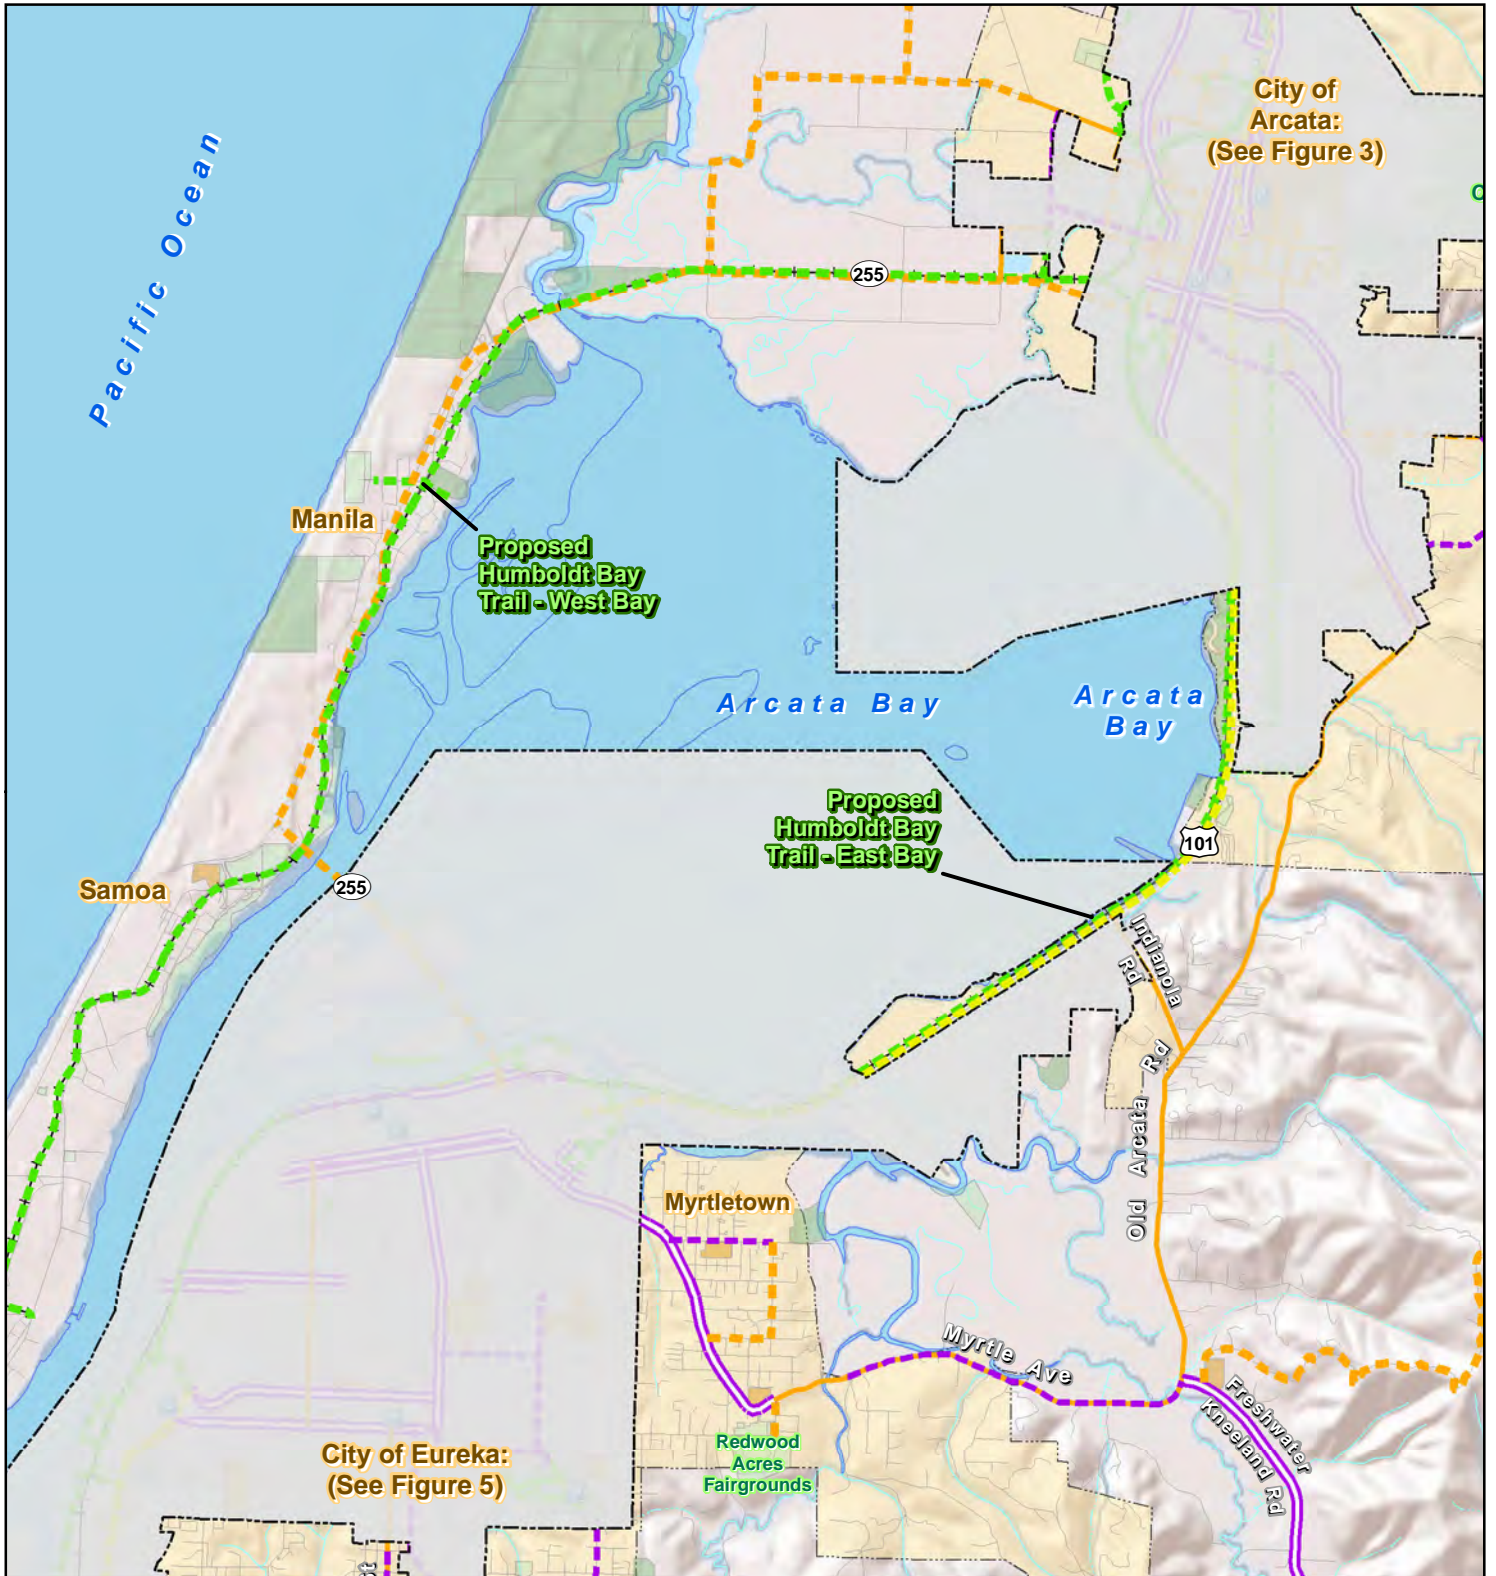 City of
Arcata:
(See Figure 3)
Pacific Ocean
255
Manila
Proposed
Humboldt Bay
Trail - West Bay
Arcata Bay
Arcata
Bay
Proposed
Humboldt Bay
Trail - East Bay
101
Samoa
255
Indianola
Rd
Old Arcata Rd
Myrtletown
Myrtle Ave
Freshwater
Kneeland Rd
Redwood
Acres
Fairgrounds
City of Eureka:
(See Figure 5)